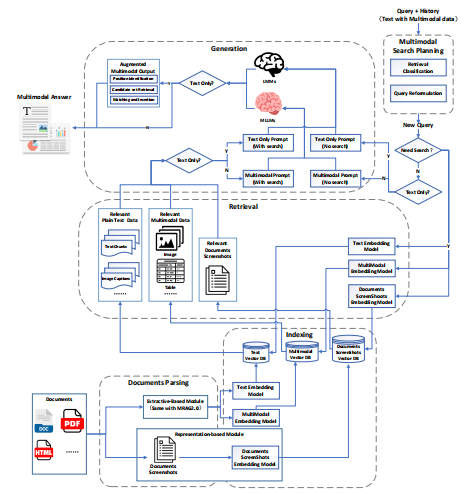 Query + History
(Text with Multimodal data)
Multimodal
Search Planning
Retrieval
Classification
Query Reformulation
New Query
Need Search ?
N
Text Only?
Y
Y
N
Generation
Augmented
Multimodal Output
Position Identification
Candidate set Retrieval
Matching and Insertion
Text Only?
Y
N
LMMs
MLLMs
Multimodal Answer
T
Text Only?
Y
N
Text Only Prompt
(With search)
Text Only Prompt
(No search)
Multimodal Prompt
(With search)
Multimodal Prompt
(No search)
Retrieval
Relevant
Plain Text Data
Text Chunks
Image Captions
......
Relevant
Multimodal Data
Image
Table
......
Relevant
Documents
Screenshots
Text Embedding
Model
MultiModal
Embedding Model
Documents
ScreenShoots
Embedding Model
Indexing
Text
Vector DB
Multimodal
Vector DB
Documents
ScreenShots
Vector DB
Text Embedding
Model
MultiModal
Embedding Model
Documents Parsing
Extractive-Based Module
(Same with MRAG2.0)
Representation-based Module
Documents
Screenshots
Documents
ScreenShots
Embedding Model
Documents
DOC
PDF
HTML
......